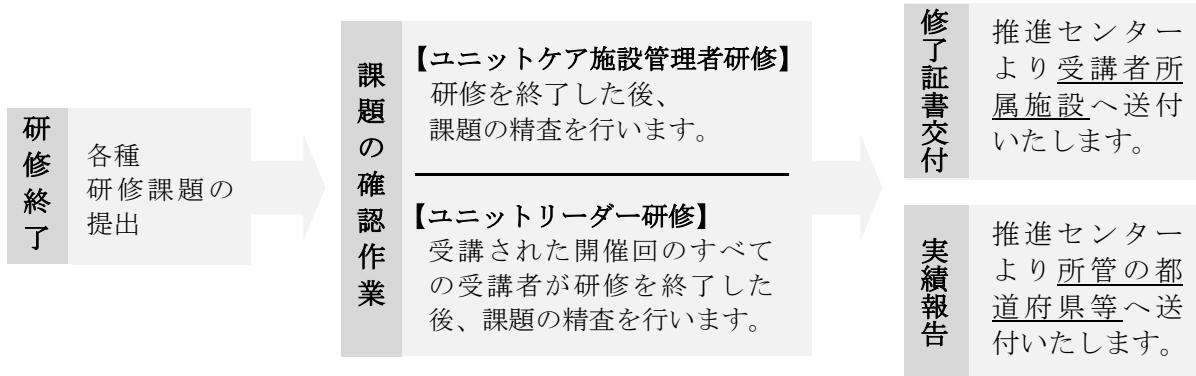 研修終了
各種
研修課題の
提出
課題の確認作業
【ユニットケア施設管理者研修】
研修を終了した後、
課題の精査を行います。
【ユニットリーダー研修】
受講された開催回のすべて
の受講者が研修を終了した
後、課題の精査を行います。
修了証書交付
推進センター
より受講者所
属施設へ送付
いたします。
実績報告
推進センター
より所管の都
道府県等へ送
付いたします。